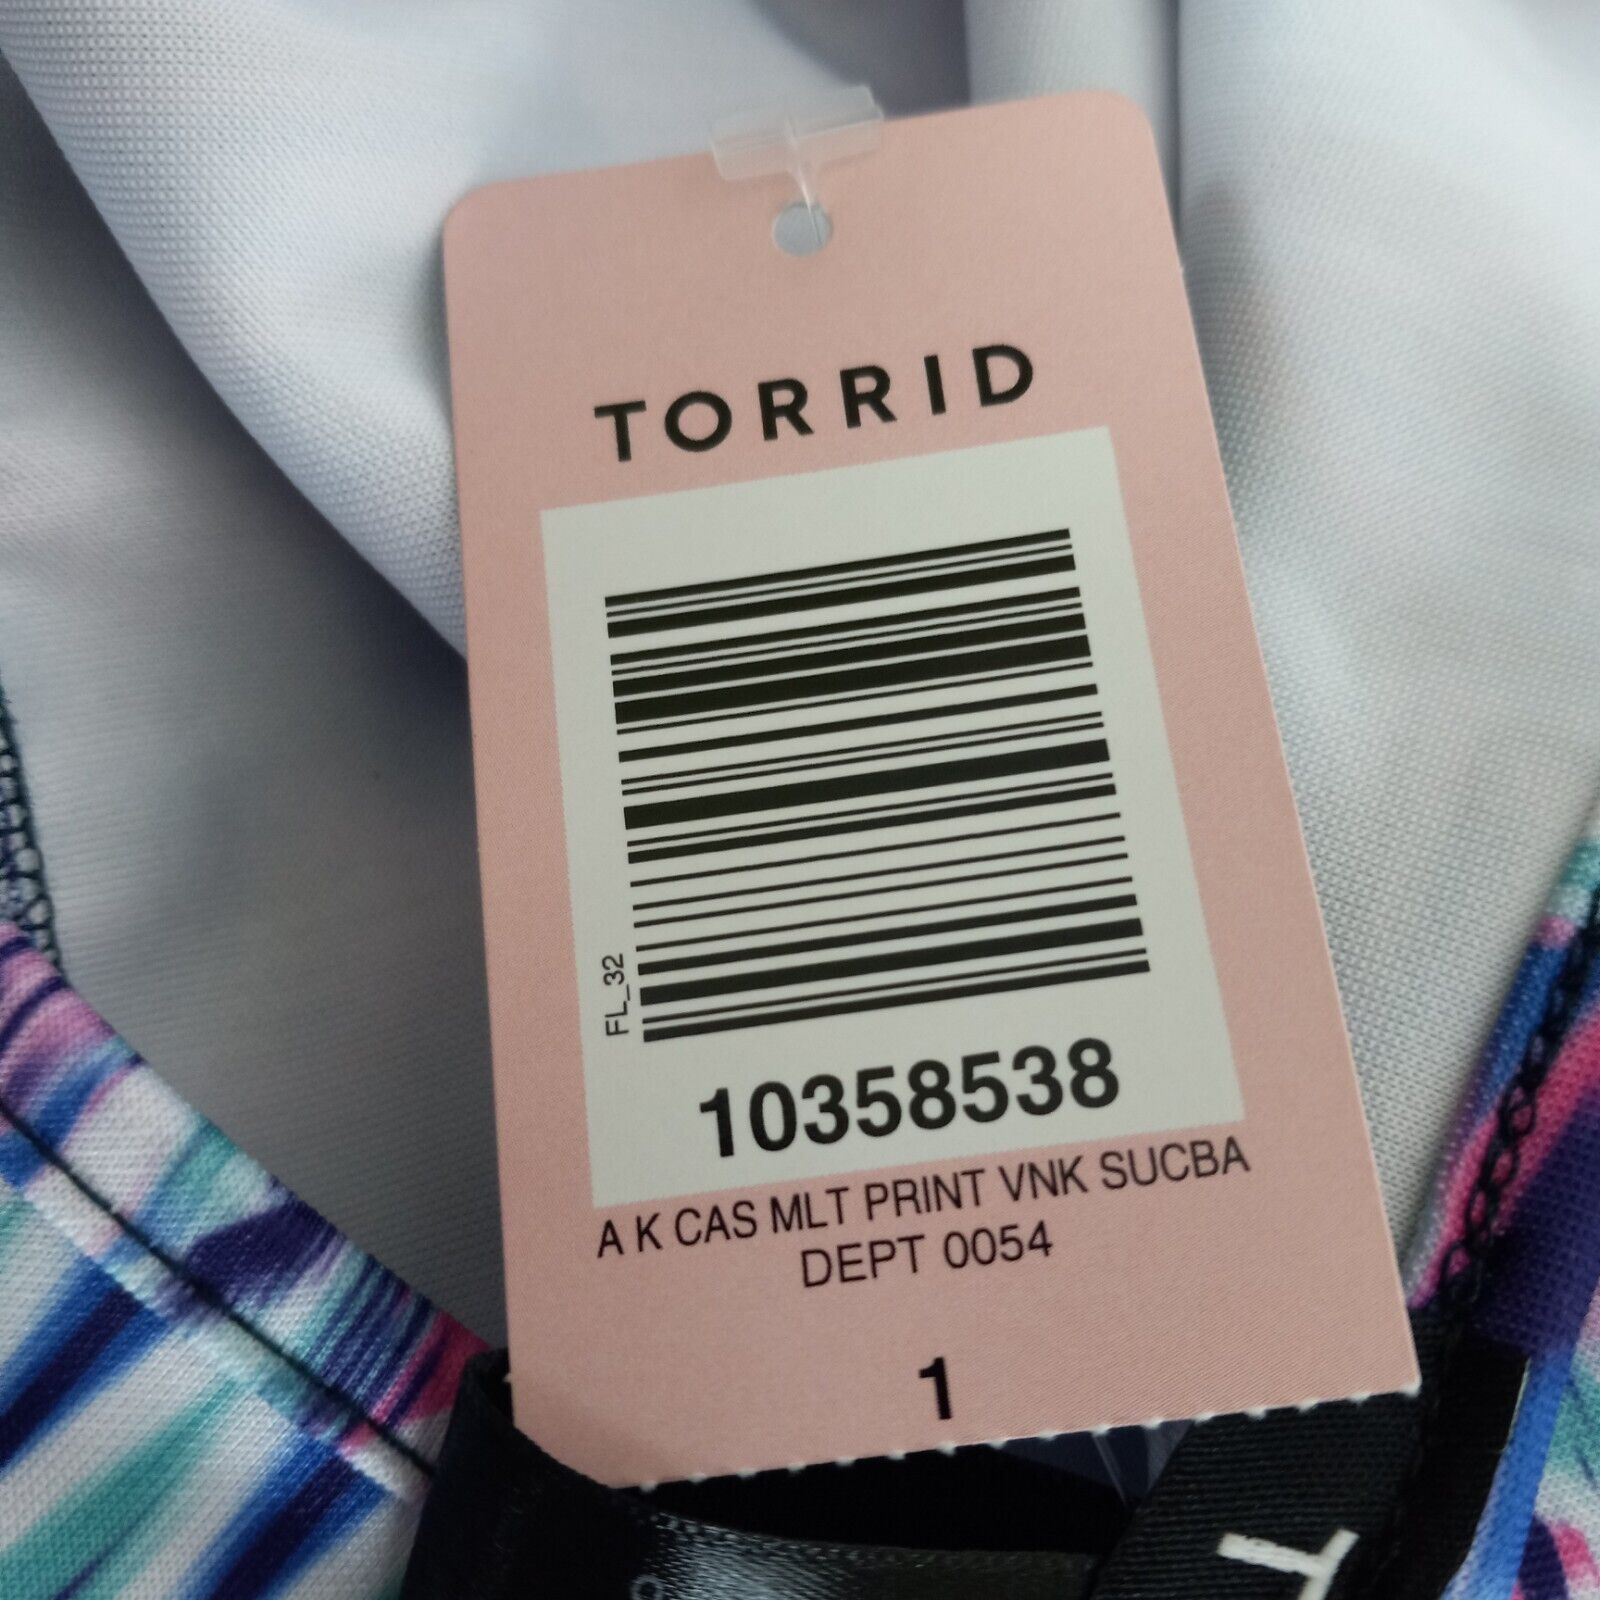 TORRID
FL_32
10358538
A K CAS MLT PRINT VNK SUCBA
DEPT 0054
1
T